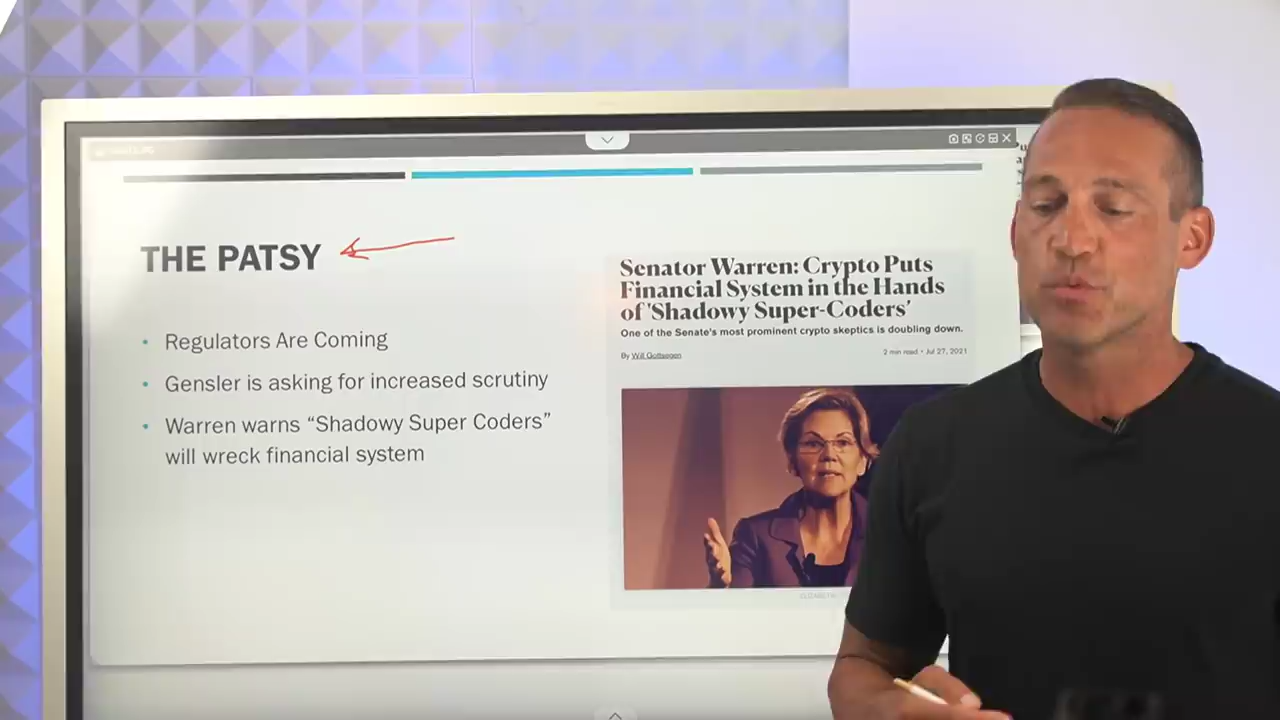 THE PATSY
• Regulators Are Coming
• Gensler is asking for increased scrutiny
• Warren warns “Shadowy Super Coders”
will wreck financial system
Senator Warren: Crypto Puts
Financial System in the Hands
of 'Shadowy Super-Coders'
One of the Senate's most prominent crypto skeptics is doubling down.
By Will Gottsegen
2 min read • Jul 27, 2021